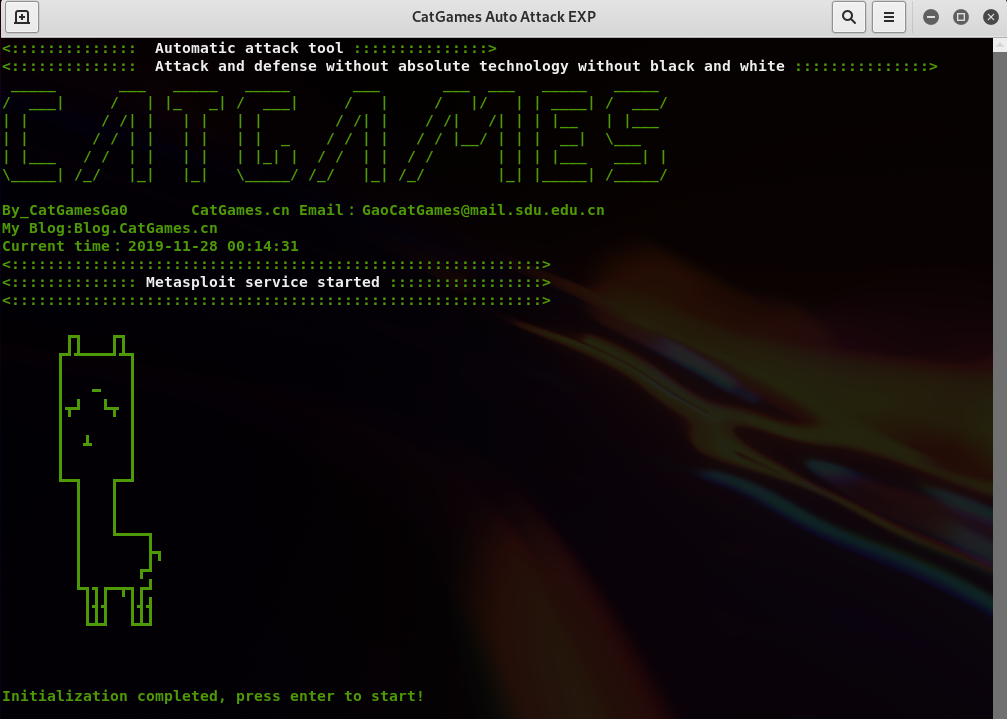 CatGames Auto Attack EXP
<::::::::::::::  Automatic attack tool :::::::::::::::>
<::::::::::::::  Attack and defense without absolute technology without black and white :::::::::::::::>
CATGAMES
By_CatGamesGa0       CatGames.cn Email：GaoCatGames@mail.sdu.edu.cn
My Blog:Blog.CatGames.cn
Current time：2019-11-28 00:14:31
<:::::::::::::::::::::::::::::::::::::::::::::::::::::::::::>
<:::::::::::::: Metasploit service started :::::::::::::::::>
<:::::::::::::::::::::::::::::::::::::::::::::::::::::::::::>
Initialization completed, press enter to start!